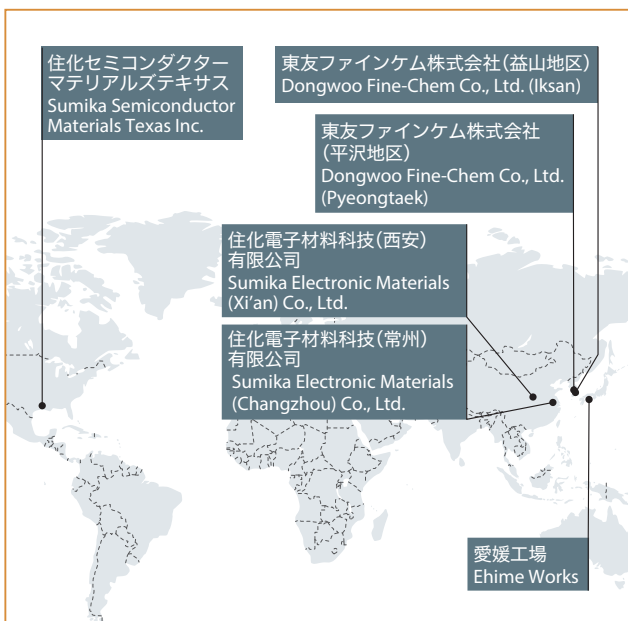 住化セミコンダクター
マテリアルズテキサス
Sumika Semiconductor
Materials Texas Inc.
東友ファインケム株式会社(益山地区)
Dongwoo Fine-Chem Co., Ltd. (Iksan)
東友ファインケム株式会社
(平沢地区)
Dongwoo Fine-Chem Co., Ltd.
(Pyeongtaek)
住化電子材料科技(西安)
有限公司
Sumika Electronic Materials
(Xi’an) Co., Ltd.
住化電子材料科技(常州)
有限公司
Sumika Electronic Materials
(Changzhou) Co., Ltd.
愛媛工場
Ehime Works